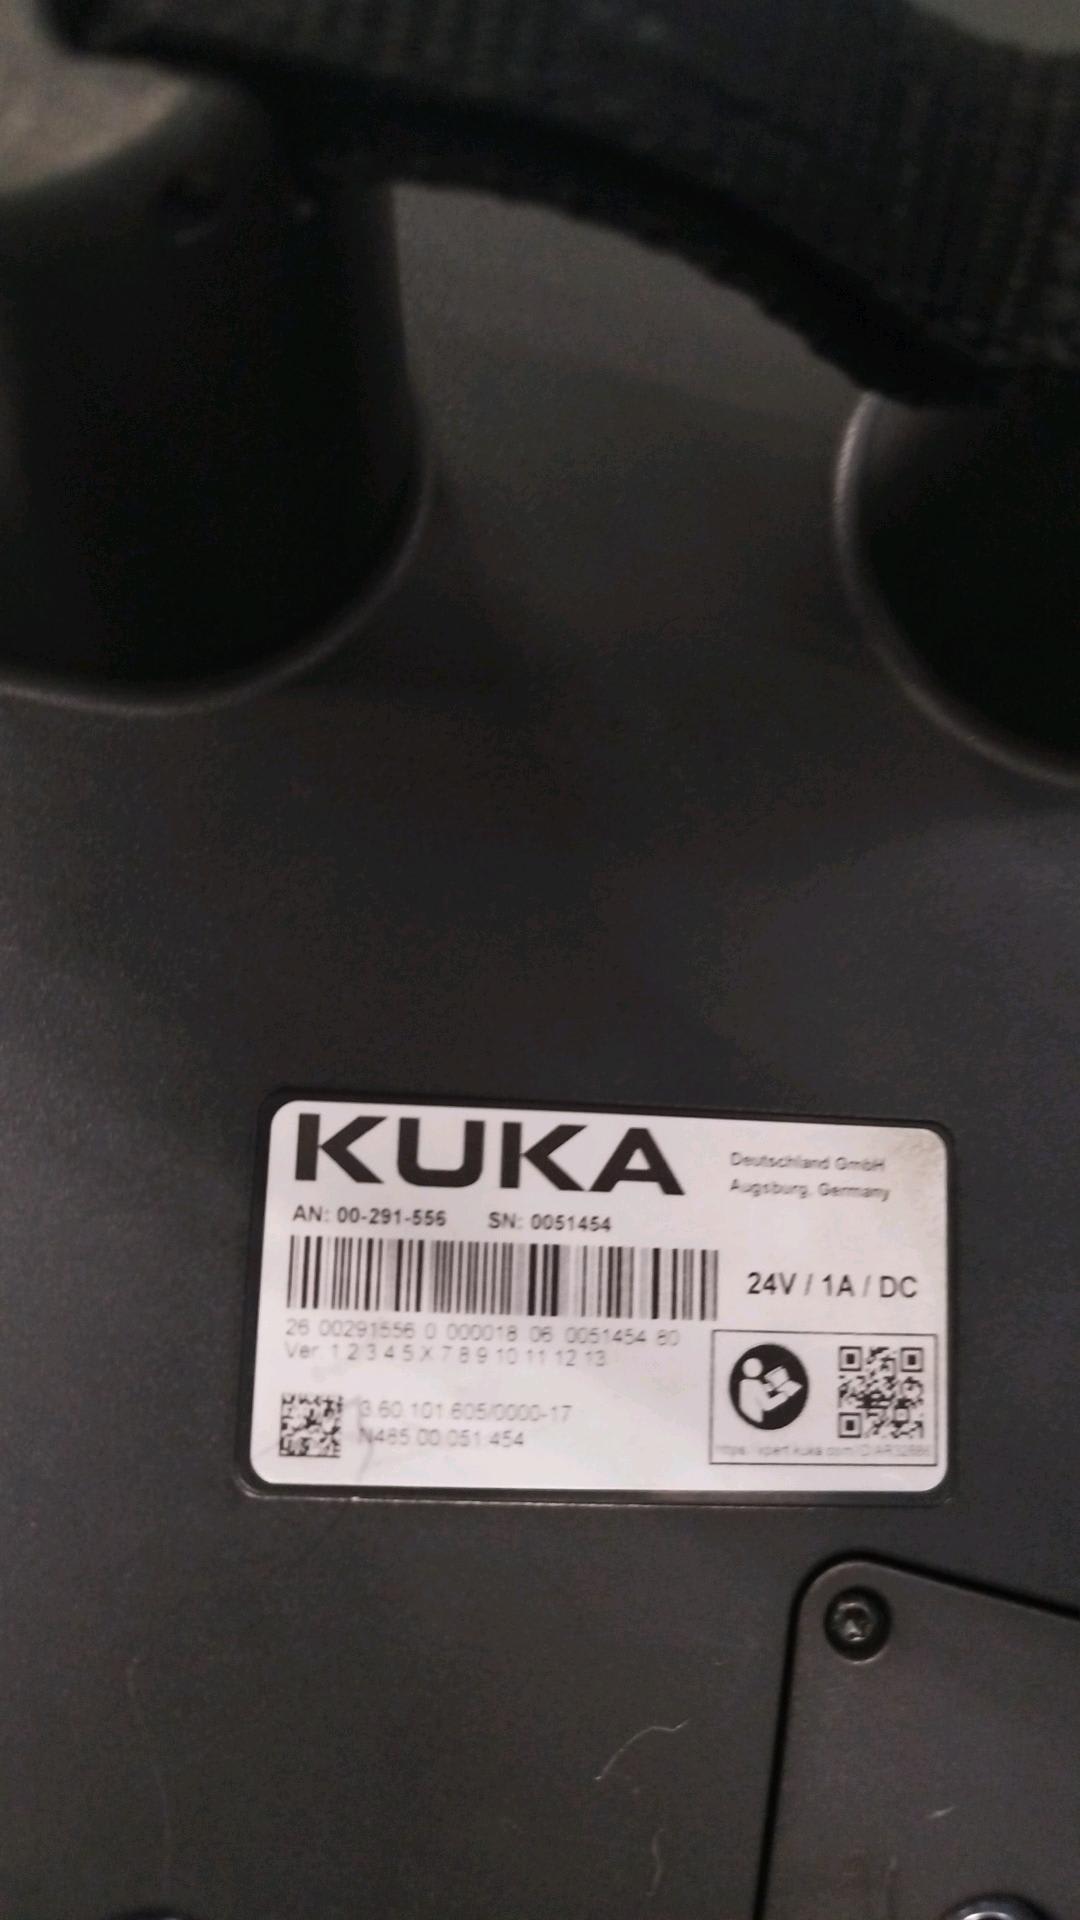 KUKA
Deutschland GmbH
Augsburg, Germany
AN: 00-291-556 SN: 0051454
24V / 1A / DC
26 00291556 0 000018 06 0051454 80
Ver. 1 2 3 4 5 X 7 8 9 10 11 12 13
3.60.101.605/0000-17
N485.00.051.454